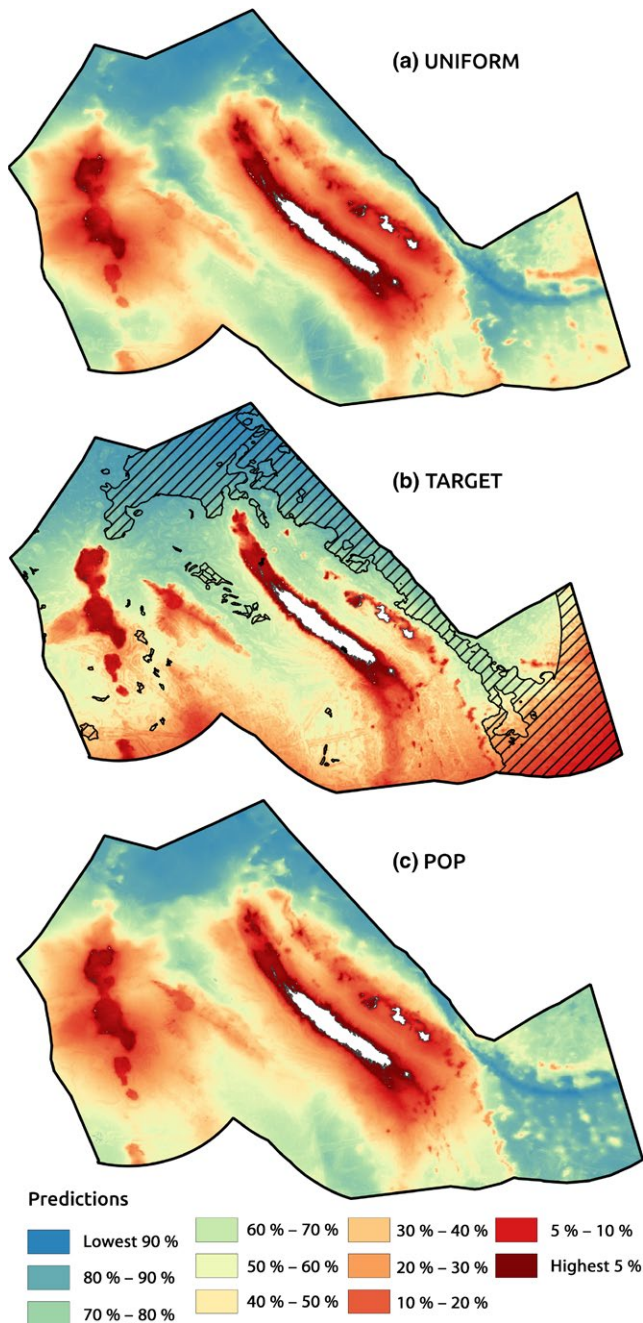 (a) UNIFORM
(b) TARGET
(c) POP
Predictions
Lowest 90 %
80 % – 90 %
70 % – 80 %
60 % – 70 %
50 % – 60 %
40 % – 50 %
30 % – 40 %
20 % – 30 %
10 % – 20 %
5 % – 10 %
Highest 5 %